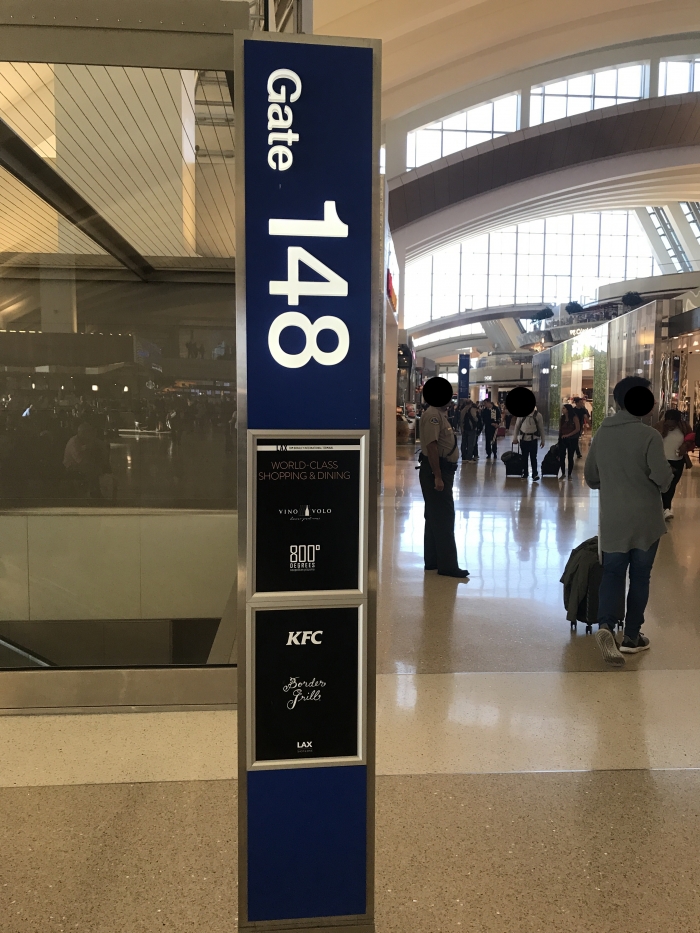 Gate 148
LAX
WORLD-CLASS
SHOPPING & DINING
VINO VOLO
800°
DEGREES
KFC
Border
Grill
LAX